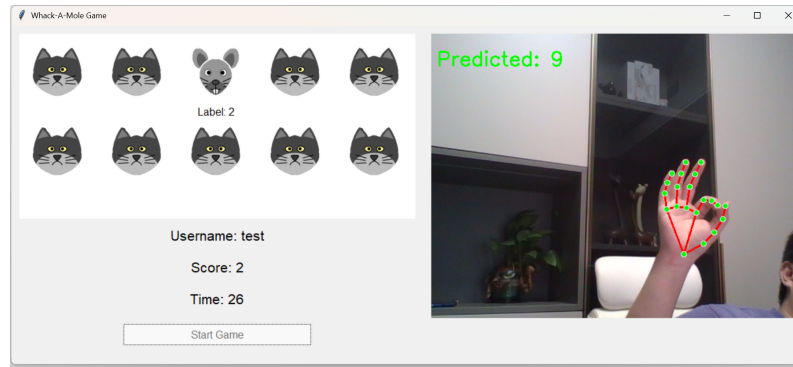 Whack-A-Mole Game
Label: 2
Username: test
Score: 2
Time: 26
Start Game
Predicted: 9